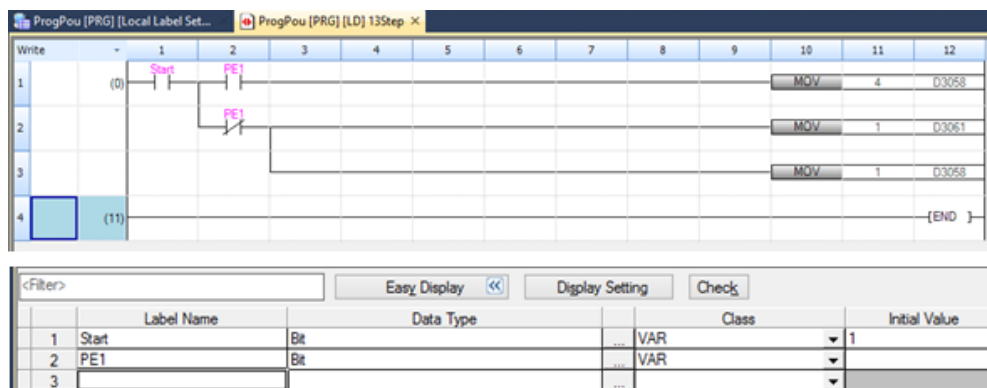 ProgPou [PRG] [Local Label Set... ProgPou [PRG] [LD] 13Step ×
Write 1 2 3 4 5 6 7 8 9 10 11 12
Start PE1
1 (0) MOV 4 D3058
PE1
2 MOV 1 D3061
3 MOV 1 D3058
4 (11) [END ]
<Filter> Easy Display Display Setting Check
Label Name Data Type Class Initial Value
1 Start Bit ... VAR 1
2 PE1 Bit ... VAR
3 ...